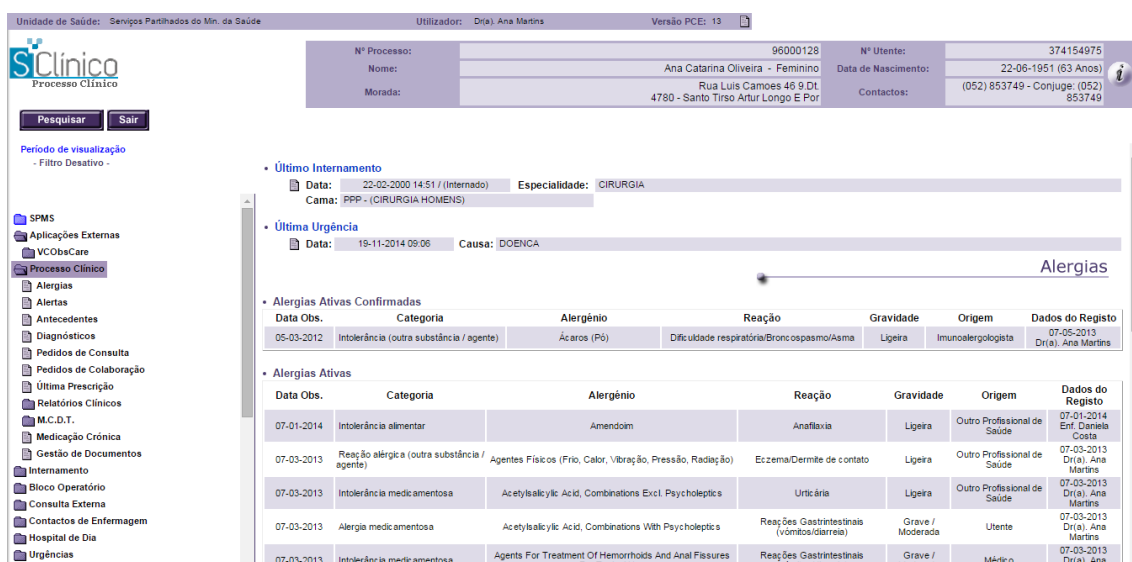 Unidade de Saúde: Serviços Partilhados do Min. da Saúde Utilizador: Dr(a). Ana Martins Versão PCE: 13
SClínico
Processo Clínico
Nº Processo: 96000128 Nº Utente: 374154975
Nome: Ana Catarina Oliveira - Feminino Data de Nascimento: 22-06-1951 (63 Anos)
Morada: Rua Luis Camoes 46 9.Dt.
4780 - Santo Tirso Artur Longo E Por
Contactos: (052) 853749 - Conjuge: (052)
853749
i
Pesquisar Sair
Período de visualização
- Filtro Desativo -
SPMS
Aplicações Externas
VCObsCare
Processo Clínico
Alergias
Alertas
Antecedentes
Diagnósticos
Pedidos de Consulta
Pedidos de Colaboração
Última Prescrição
Relatórios Clínicos
M.C.D.T.
Medicação Crónica
Gestão de Documentos
Internamento
Bloco Operatório
Consulta Externa
Contactos de Enfermagem
Hospital de Dia
Urgências
• Último Internamento
Data: 22-02-2000 14:51 / (Internado) Especialidade: CIRURGIA
Cama: PPP - (CIRURGIA HOMENS)
• Última Urgência
Data: 19-11-2014 09:06 Causa: DOENCA
Alergias
• Alergias Ativas Confirmadas
Data Obs. Categoria Alergénio Reação Gravidade Origem Dados do Registo
05-03-2012 Intolerância (outra substância / agente) Ácaros (Pó) Dificuldade respiratória/Broncospasmo/Asma Ligeira Imunoalergologista 07-05-2013
Dr(a). Ana Martins
• Alergias Ativas
Data Obs. Categoria Alergénio Reação Gravidade Origem Dados do
Registo
07-01-2014 Intolerância alimentar Amendoim Anafilaxia Ligeira Outro Profissional de
Saúde
07-01-2014
Enf. Daniela
Costa
07-03-2013 Reação alérgica (outra substância /
agente)
Agentes Físicos (Frio, Calor, Vibração, Pressão, Radiação) Eczema/Dermite de contato Ligeira Outro Profissional de
Saúde
07-03-2013
Dr(a). Ana
Martins
07-03-2013 Intolerância medicamentosa Acetylsalicylic Acid, Combinations Excl. Psycholeptics Urticária Ligeira Outro Profissional de
Saúde
07-03-2013
Dr(a). Ana
Martins
07-03-2013 Alergia medicamentosa Acetylsalicylic Acid, Combinations With Psycholeptics Reações Gastrintestinais
(vómitos/diarreia)
Grave /
Moderada
Utente
07-03-2013
Dr(a). Ana
Martins
07-03-2013 Intolerância medicamentosa Agents For Treatment Of Hemorrhoids And Anal Fissures Reações Gastrintestinais Grave / Médico 07-03-2013
Dr(a). Ana